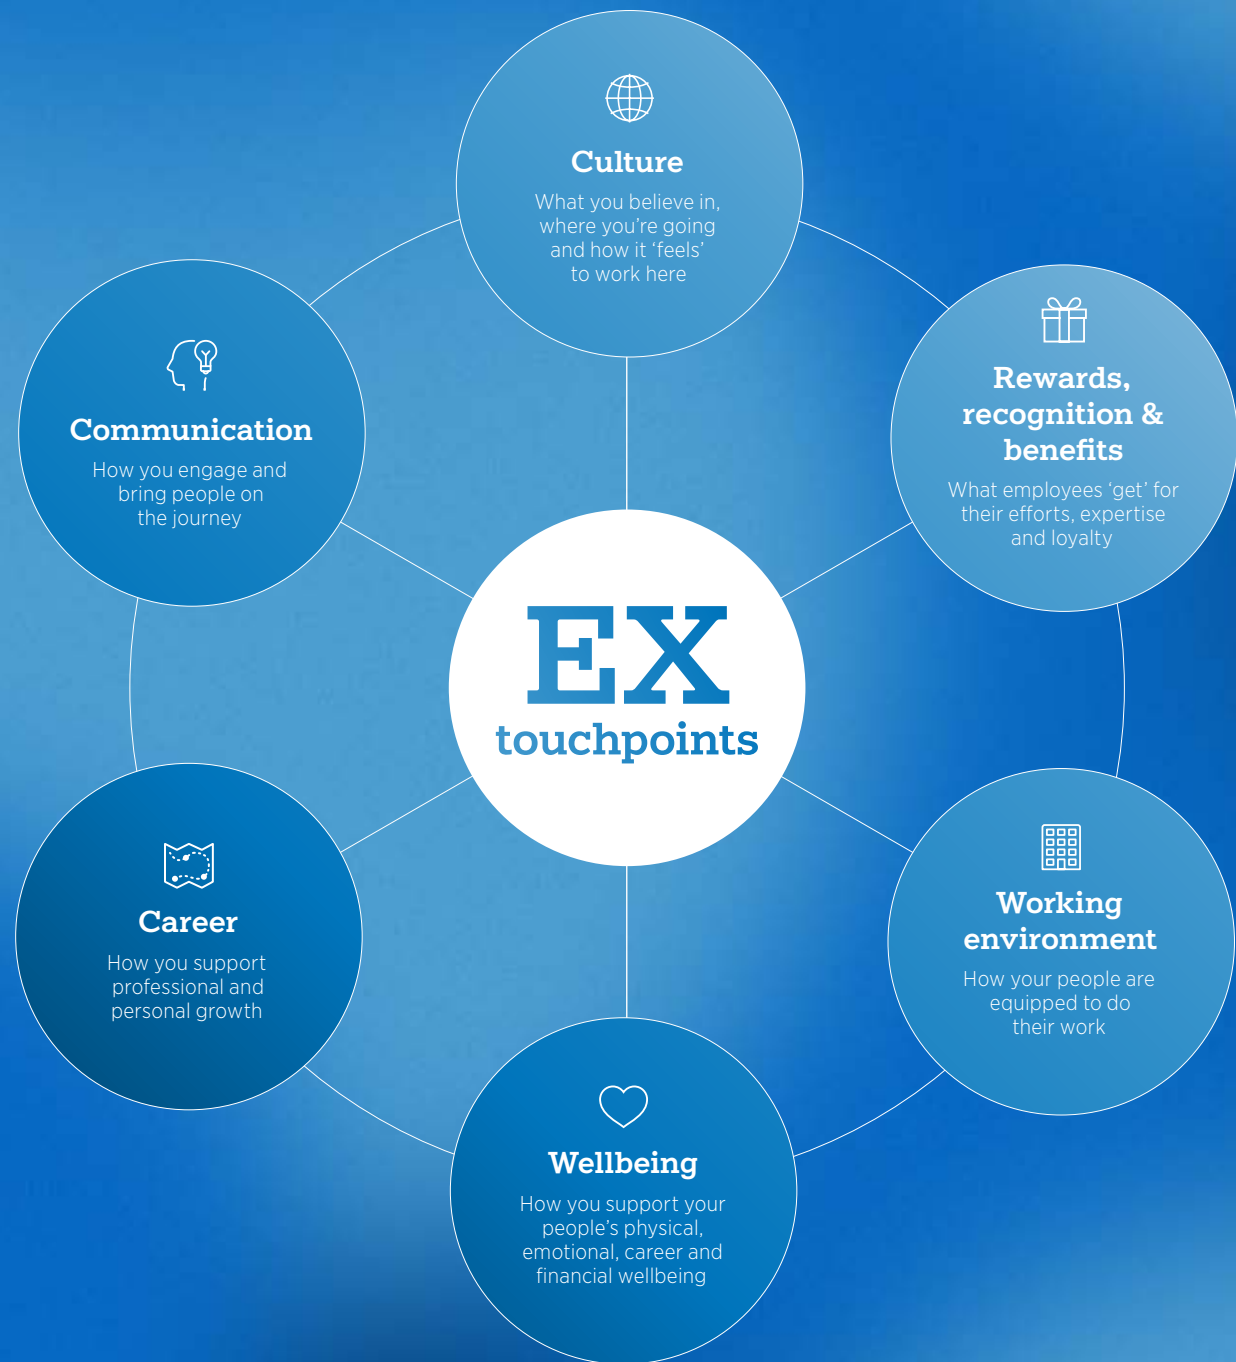 Culture
What you believe in,
where you’re going
and how it ‘feels’
to work here
Rewards,
recognition &
benefits
What employees ‘get’ for
their efforts, expertise
and loyalty
Working
environment
How your people are
equipped to do
their work
Wellbeing
How you support your
people’s physical,
emotional, career and
financial wellbeing
Career
How you support
professional and
personal growth
Communication
How you engage and
bring people on
the journey
EX
touchpoints